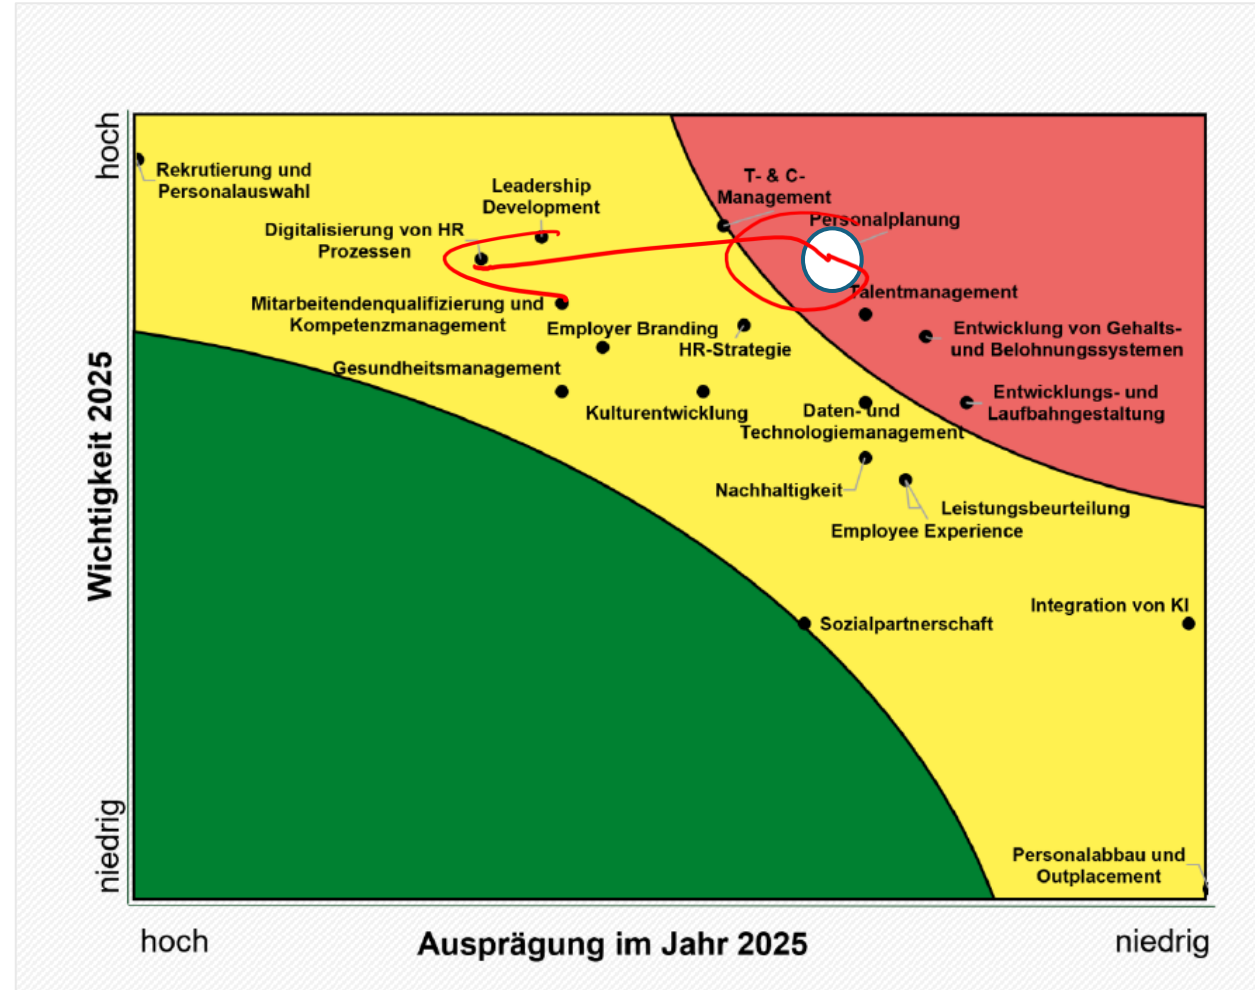 hoch
Rekrutierung und
Personalauswahl
Leadership
Development
T- & C-
Management
Personalplanung
Digitalisierung von HR
Prozessen
Talentmanagement
Mitarbeitendenqualifizierung und
Kompetenzmanagement
Employer Branding
HR-Strategie
Entwicklung von Gehalts-
und Belohnungssystemen
Gesundheitsmanagement
Kulturentwicklung
Entwicklungs- und
Laufbahngestaltung
Daten- und
Technologiemanagement
Nachhaltigkeit
Leistungsbeurteilung
Employee Experience
Wichtigkeit 2025
Integration von KI
Sozialpartnerschaft
niedrig
Personalabbau und
Outplacement
hoch
Ausprägung im Jahr 2025
niedrig